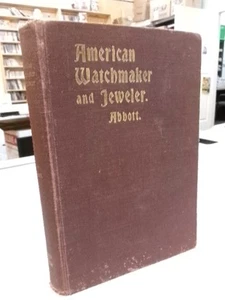 American
Watchmaker
and Jeweler.
Abbott.